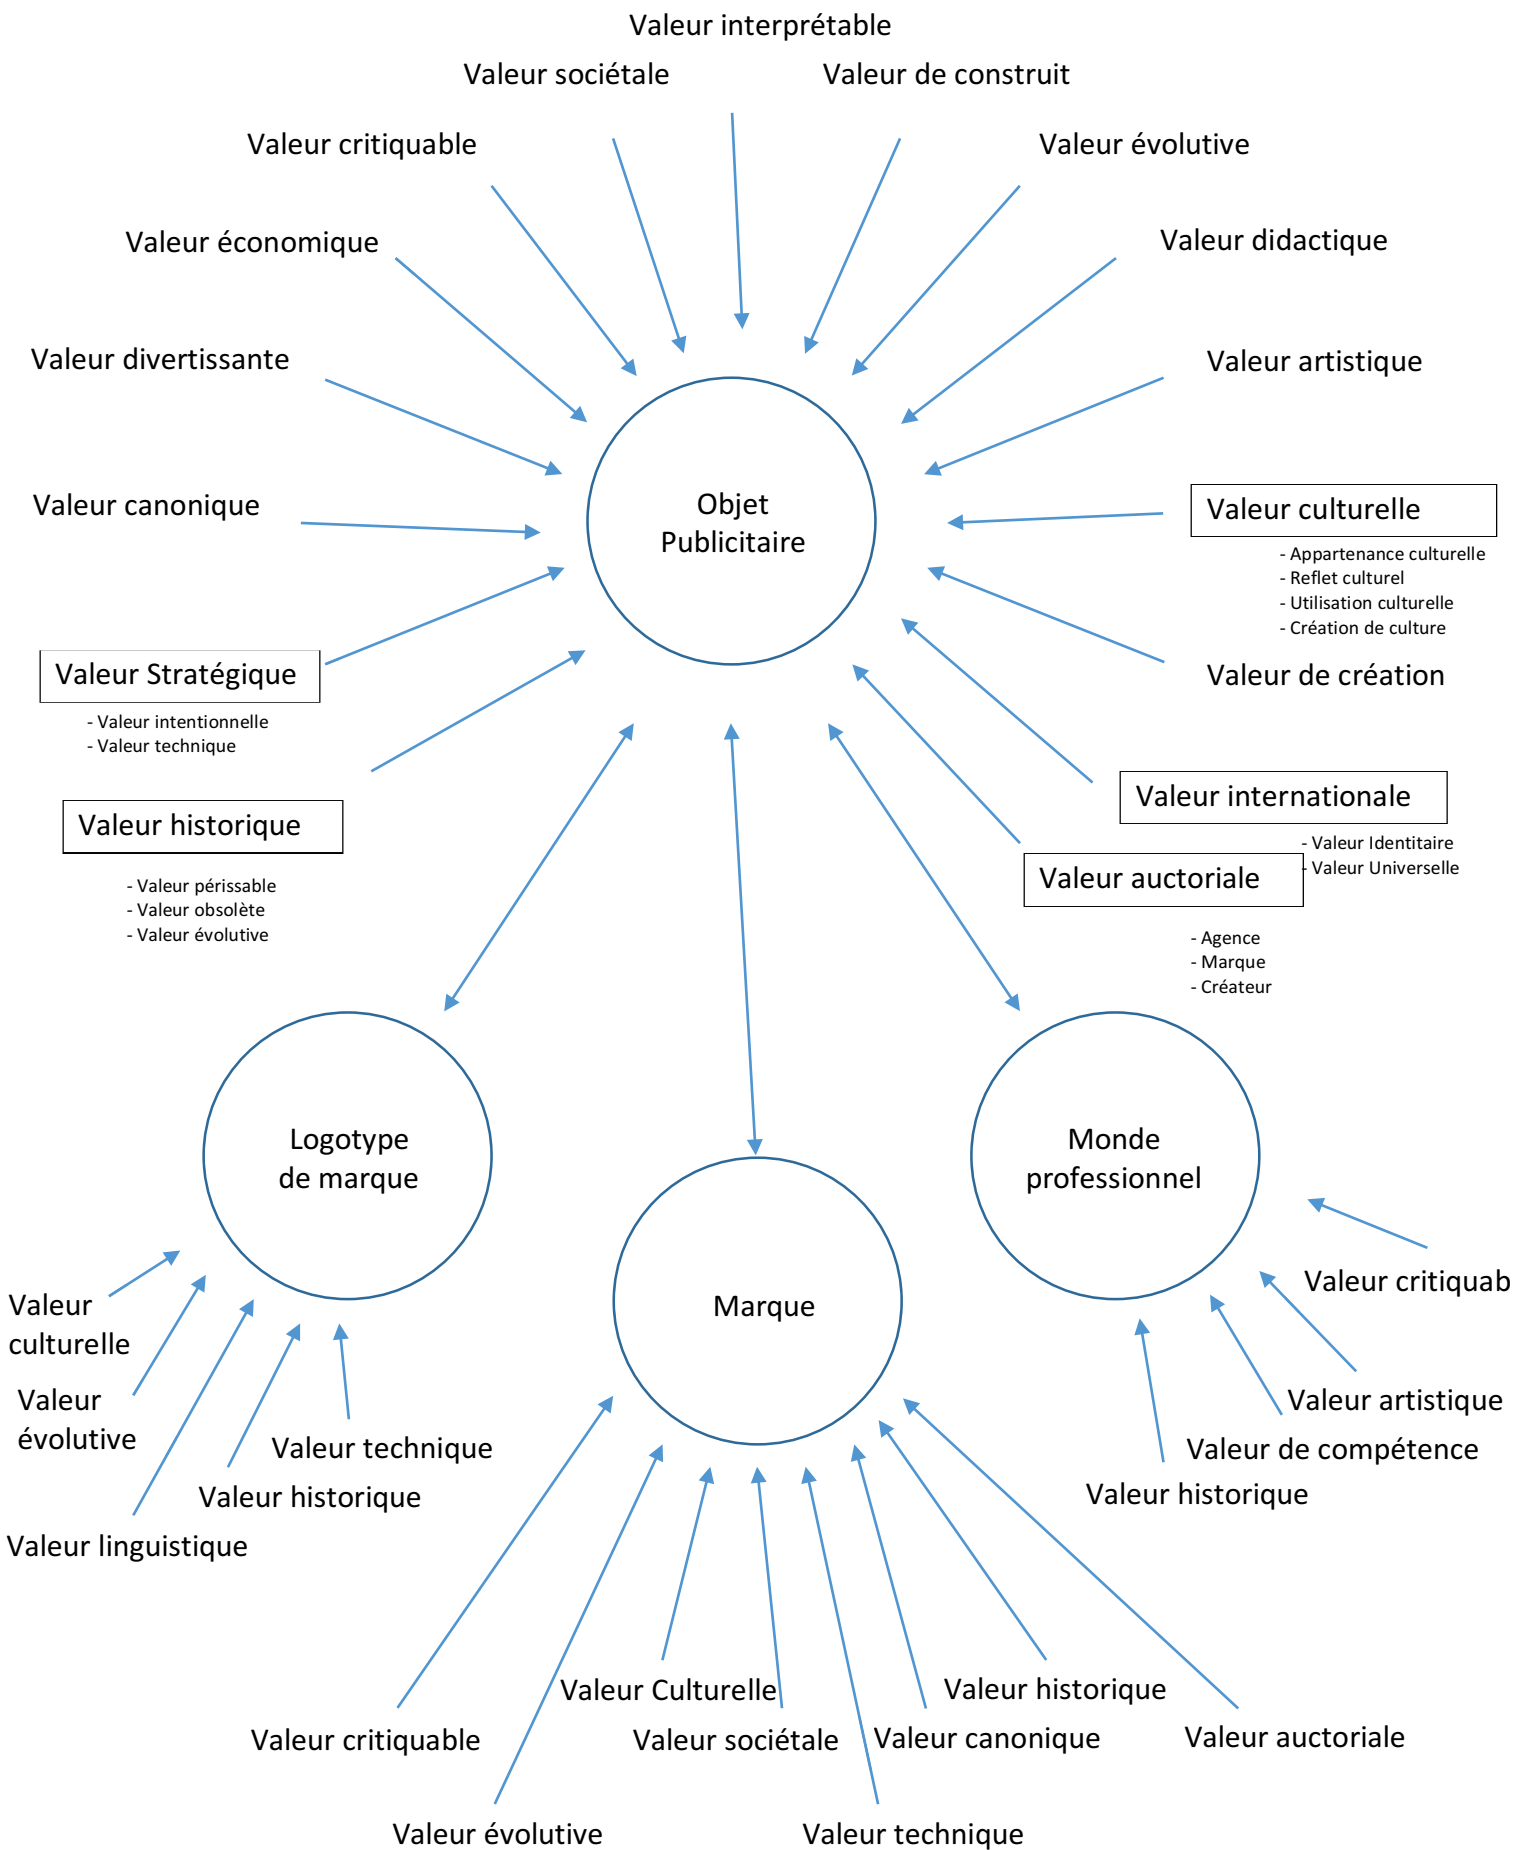 Valeur interprétable
Valeur sociétale
Valeur de construit
Valeur critiquable
Valeur évolutive
Valeur économique
Valeur didactique
Valeur divertissante
Valeur artistique
Valeur canonique
Objet
Publicitaire
Valeur culturelle
- Appartenance culturelle
- Reflet culturel
- Utilisation culturelle
- Création de culture
Valeur Stratégique
- Valeur intentionnelle
- Valeur technique
Valeur de création
Valeur historique
- Valeur périssable
- Valeur obsolète
- Valeur évolutive
Valeur internationale
- Valeur Identitaire
- Valeur Universelle
Valeur auctoriale
- Agence
- Marque
- Créateur
Logotype
de marque
Marque
Monde
professionnel
Valeur
culturelle
Valeur
évolutive
Valeur technique
Valeur historique
Valeur linguistique
Valeur critiquab
Valeur artistique
Valeur de compétence
Valeur historique
Valeur Culturelle
Valeur historique
Valeur critiquable
Valeur sociétale
Valeur canonique
Valeur auctoriale
Valeur évolutive
Valeur technique